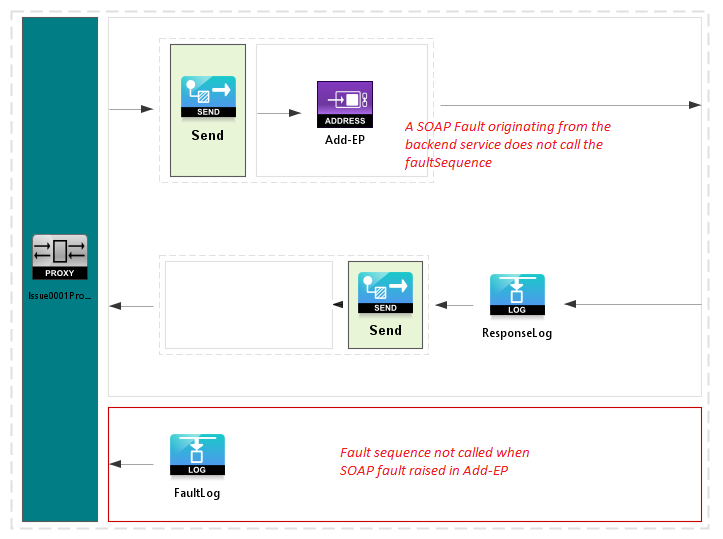 SEND
Send
ADDRESS
Add-EP
A SOAP Fault originating from the
backend service does not call the
faultSequence
PROXY
Issue0001Pro...
SEND
Send
LOG
ResponseLog
LOG
FaultLog
Fault sequence not called when
SOAP fault raised in Add-EP